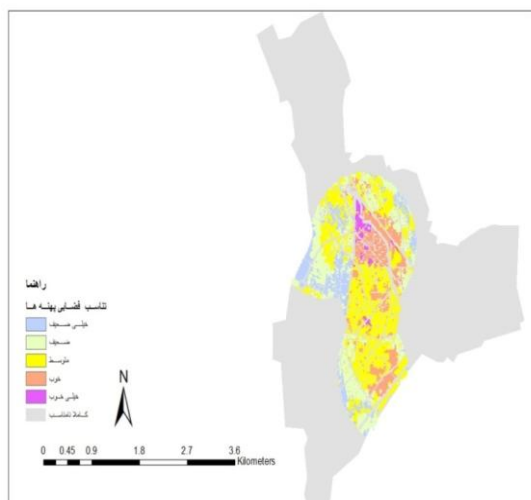 راهنما
تناسب فضایی پهنه ها
خیلی ضعیف
ضعیف
متوسط
خوب
خیلی خوب
کاملا نامناسب
N
0 0.45 0.9 1.8 2.7 3.6
Kilometers